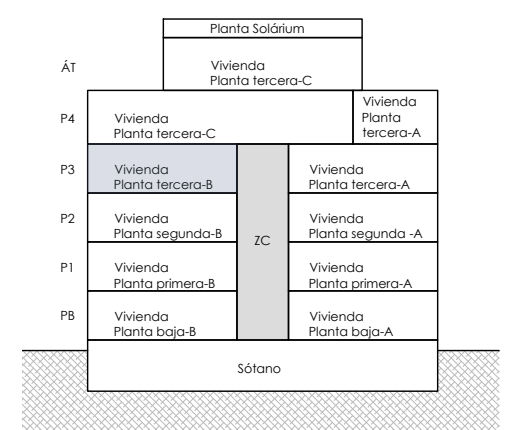 Planta Solárium
ÁT
Vivienda
Planta tercera-C
P4
Vivienda
Planta tercera-C
Vivienda
Planta
tercera-A
P3
Vivienda
Planta tercera-B
Vivienda
Planta tercera-A
P2
Vivienda
Planta segunda-B
ZC
Vivienda
Planta segunda -A
P1
Vivienda
Planta primera-B
Vivienda
Planta primera-A
PB
Vivienda
Planta baja-B
Vivienda
Planta baja-A
Sótano